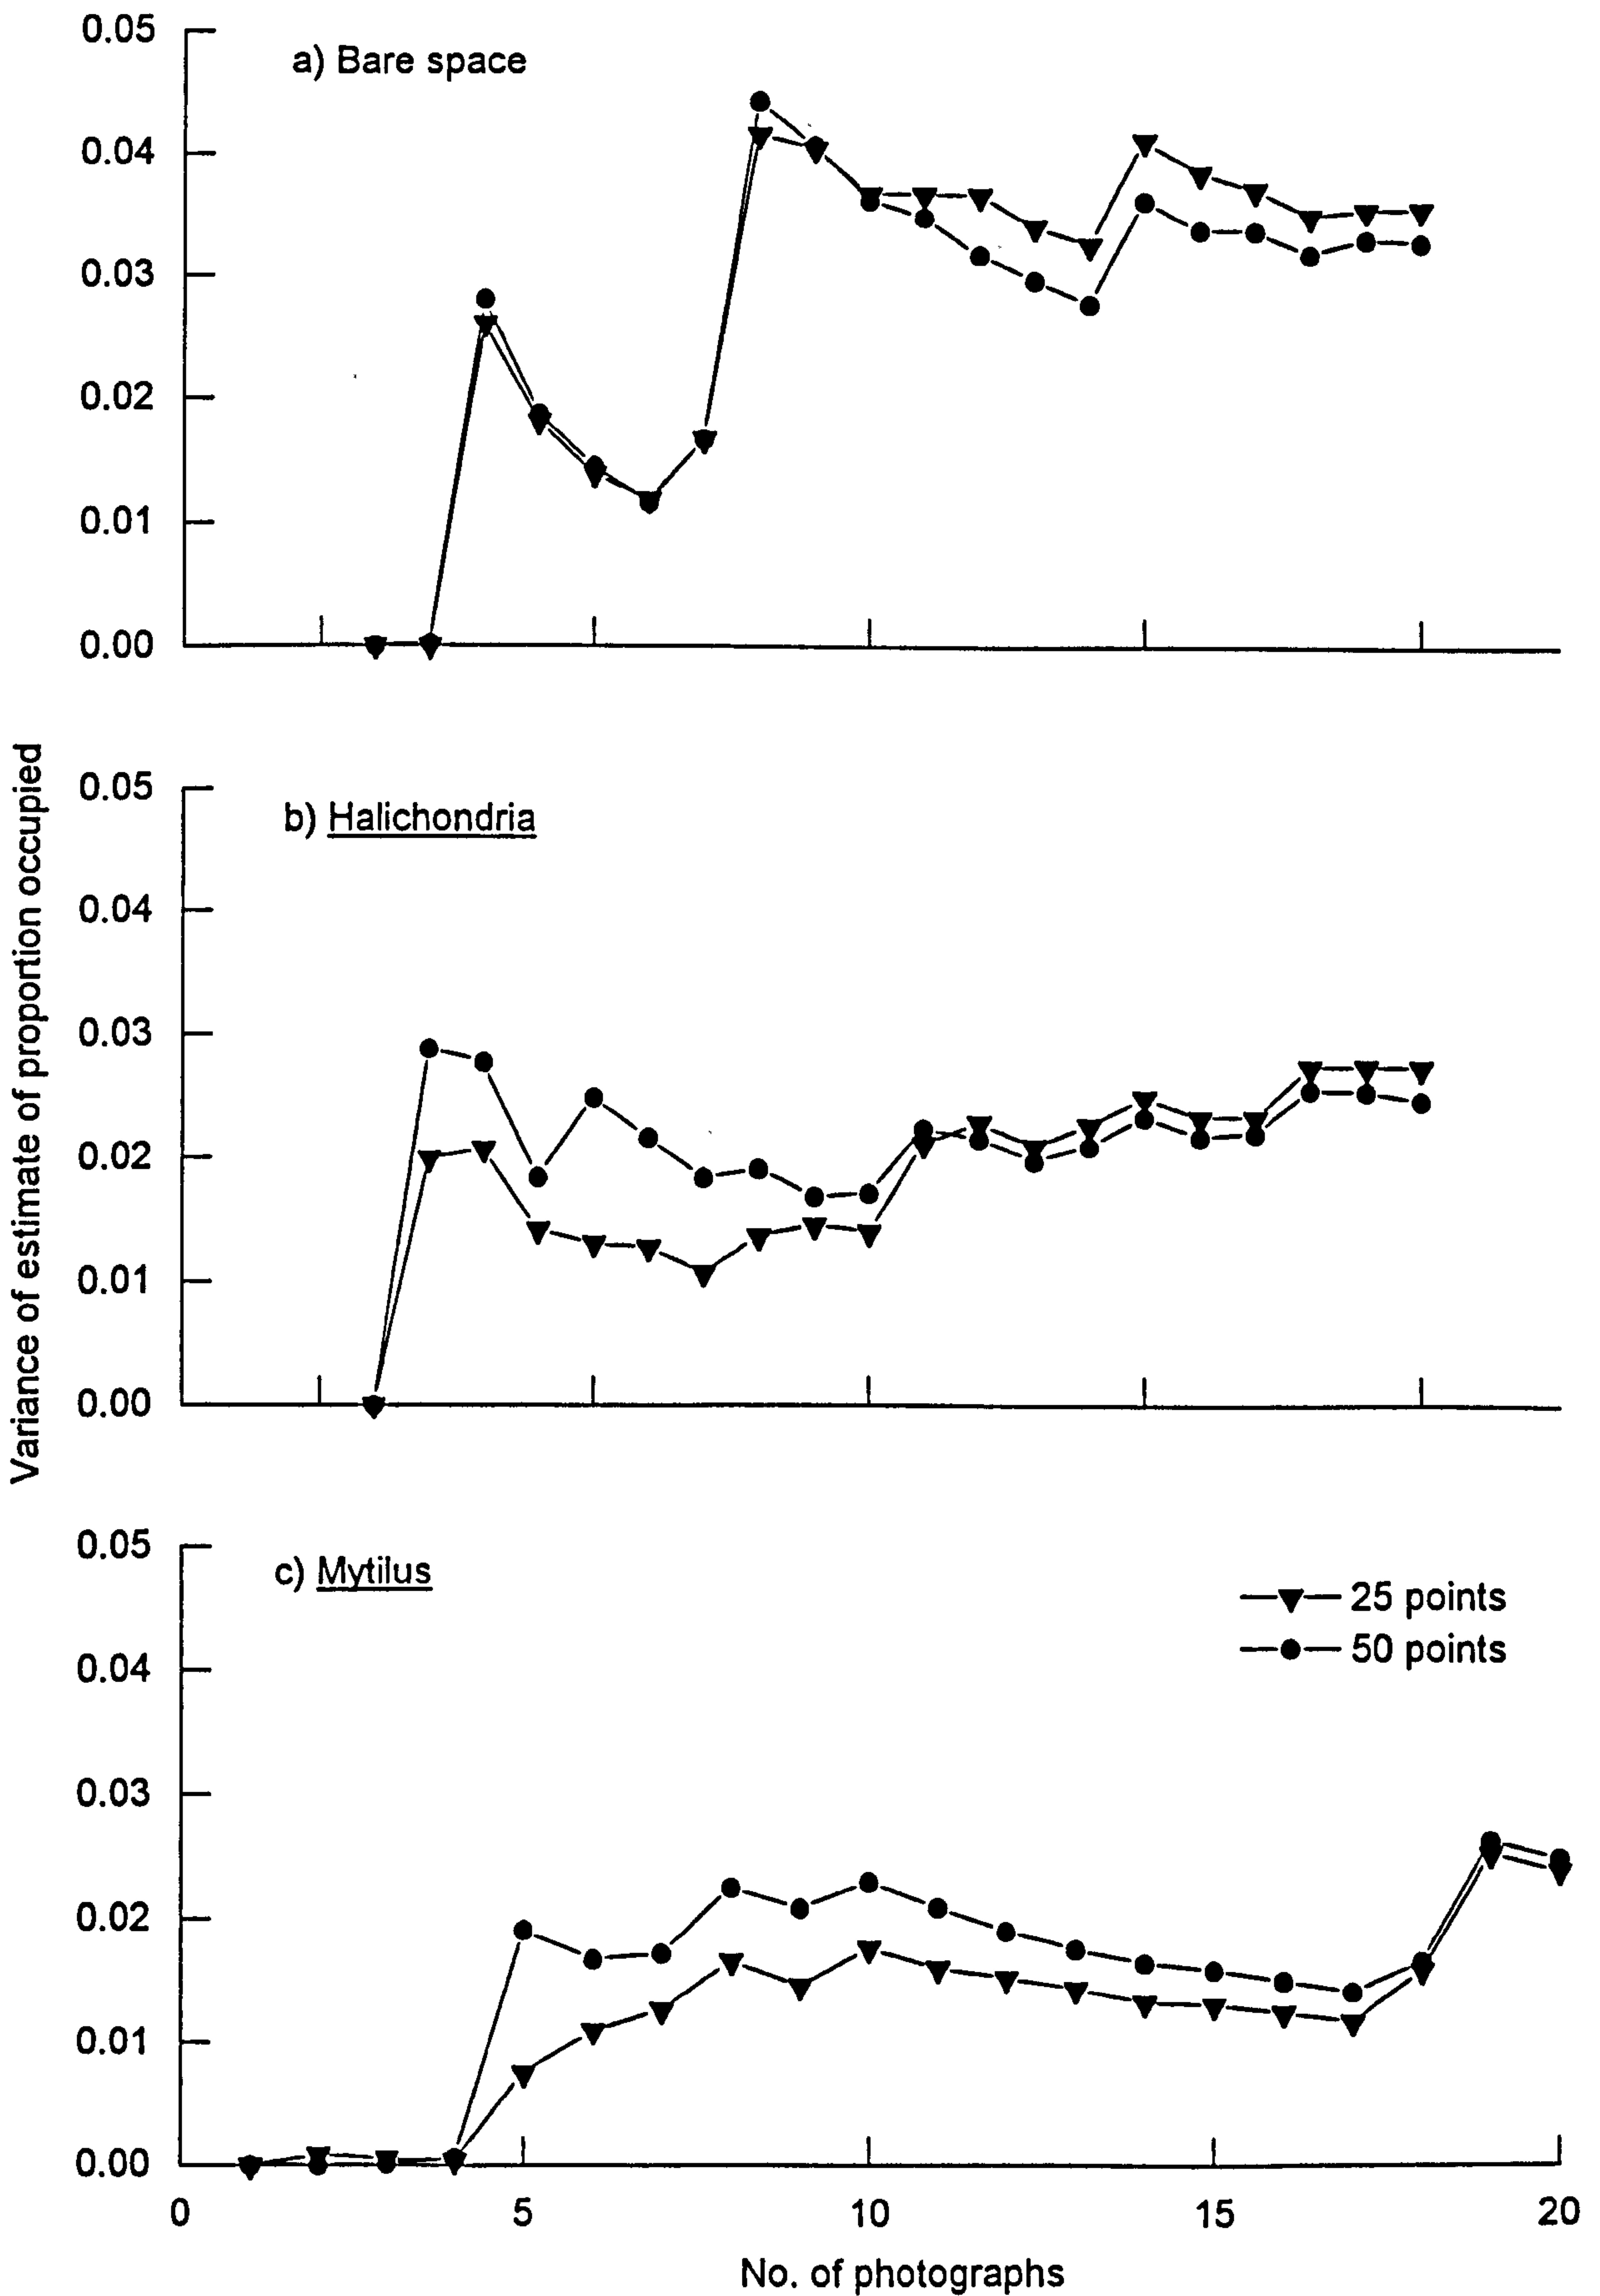 0.05
a) Bare space
0.04
0.03
0.02
0.01
0.00
Variance of estimate of proportion occupied
0.05
b) Halichondria
0.04
0.03
0.02
0.01
0.00
0.05
c) Mytilus
25 points
50 points
0.04
0.03
0.02
0.01
0.00
0 5 10 15 20
No. of photographs